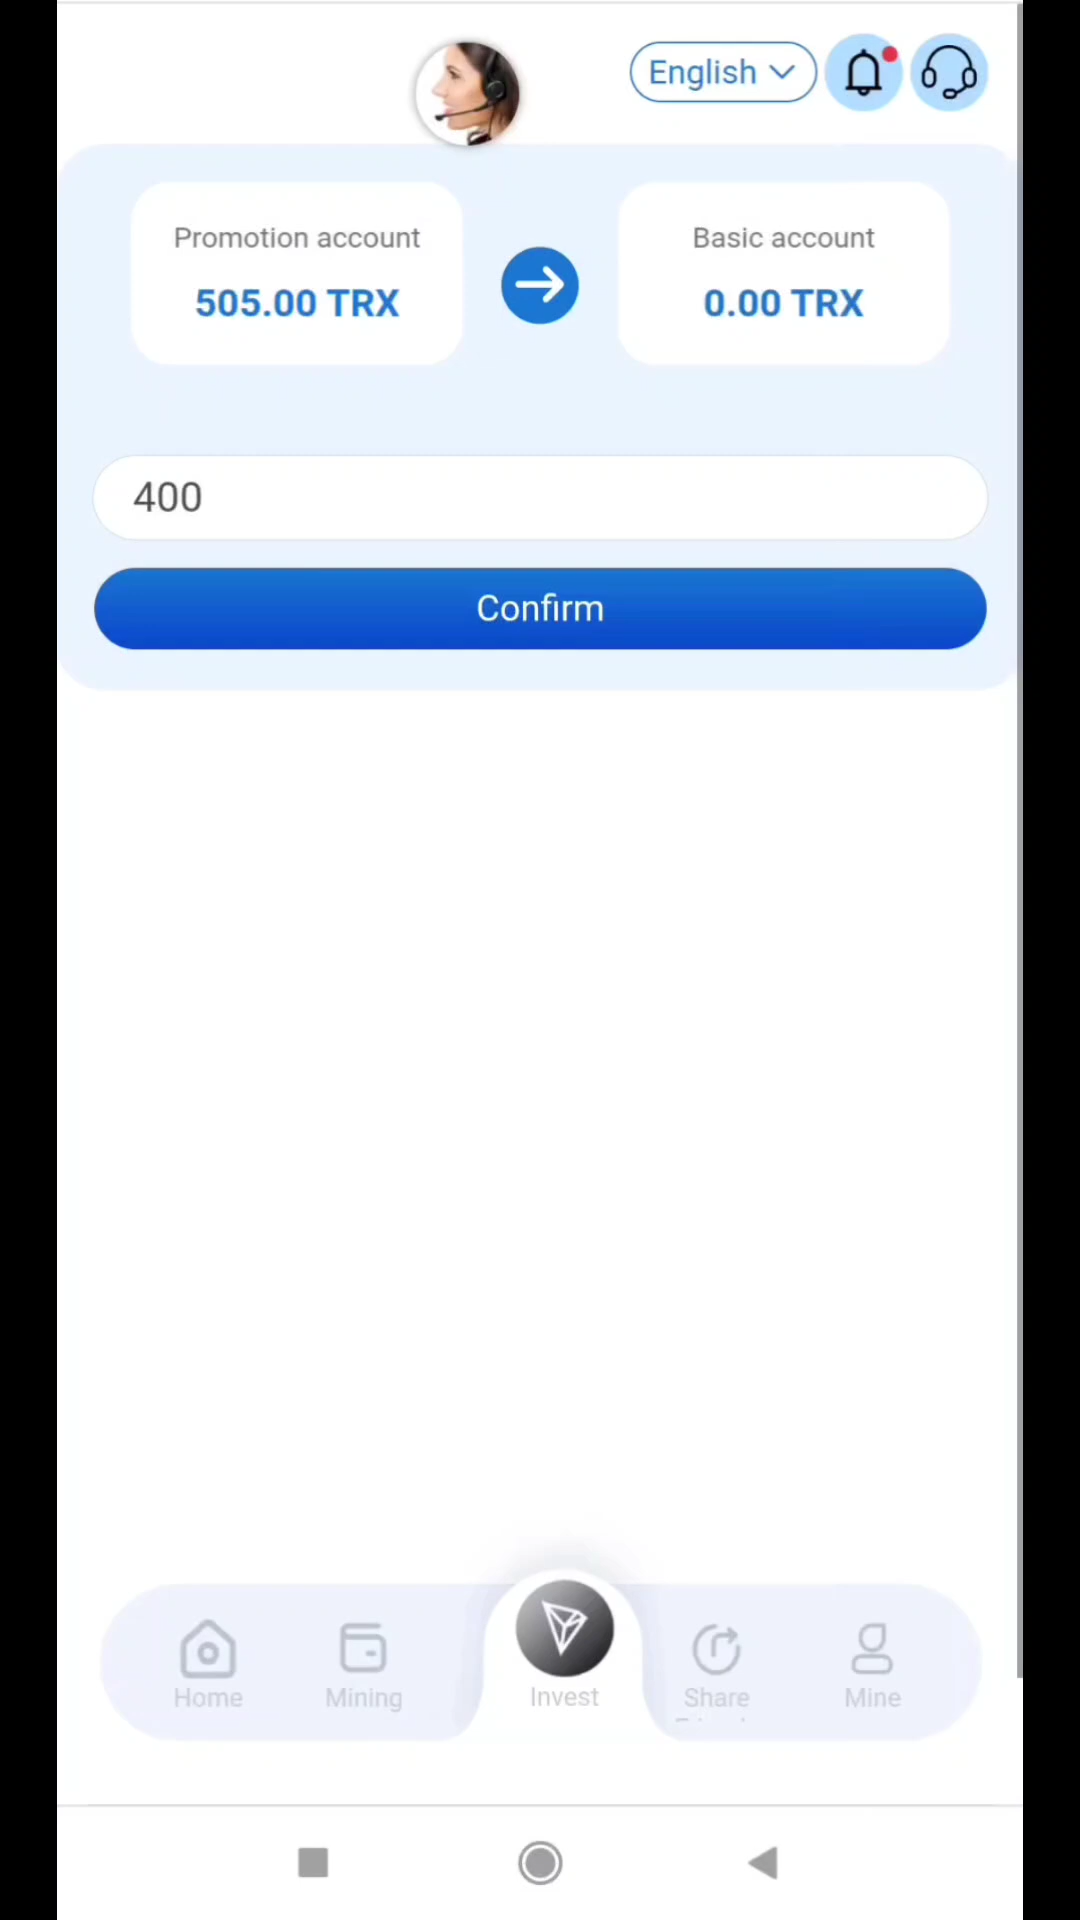 English
Promotion account
Basic account
505.00 TRX
0.00 TRX
400
Confirm
Home
Mining
Invest
Share
Mine